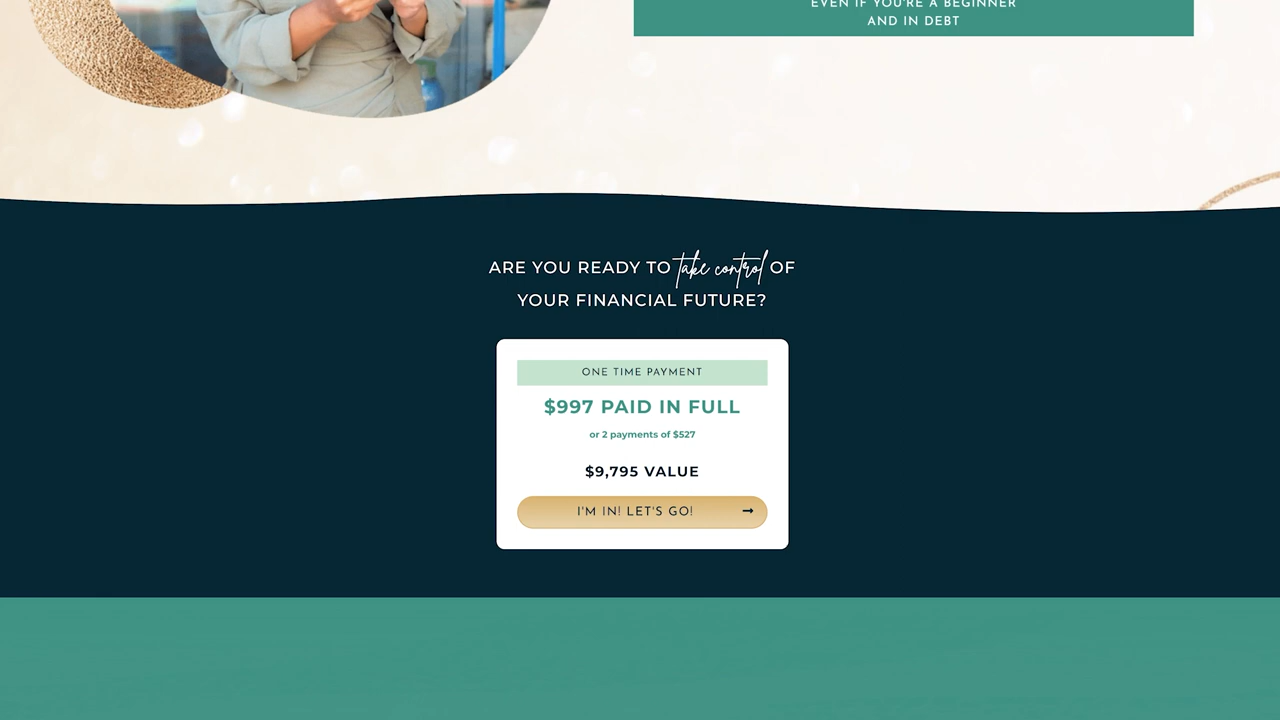 EVEN IF YOU'RE A BEGINNER
AND IN DEBT
ARE YOU READY TO take control OF
YOUR FINANCIAL FUTURE?
ONE TIME PAYMENT
$997 PAID IN FULL
or 2 payments of $527
$9,795 VALUE
I'M IN! LET'S GO!